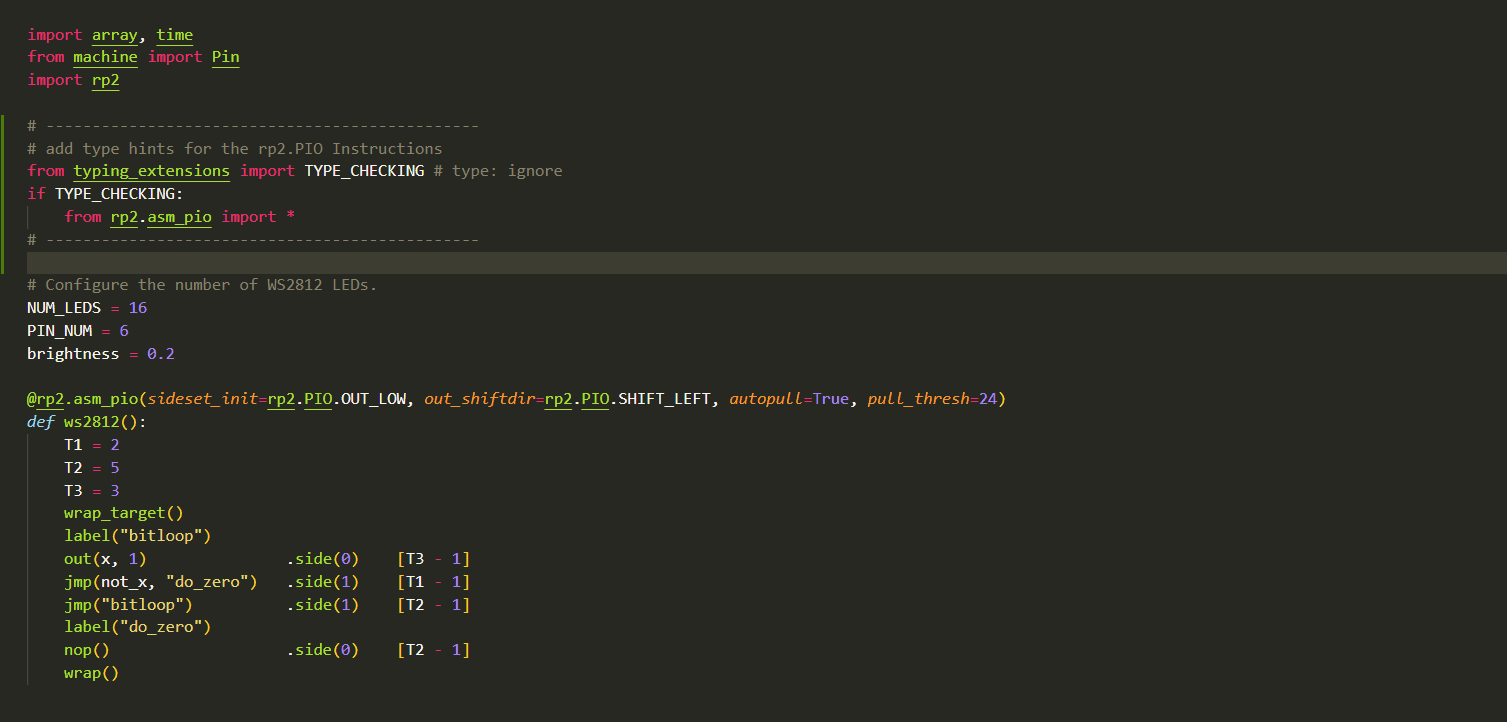 import array, time
from machine import Pin
import rp2
# -----------------------------------------------
# add type hints for the rp2.PIO Instructions
from typing_extensions import TYPE_CHECKING # type: ignore
if TYPE_CHECKING:
    from rp2.asm_pio import *
# -----------------------------------------------
# Configure the number of WS2812 LEDs.
NUM_LEDS = 16
PIN_NUM = 6
brightness = 0.2
@rp2.asm_pio(sideset_init=rp2.PIO.OUT_LOW, out_shiftdir=rp2.PIO.SHIFT_LEFT, autopull=True, pull_thresh=24)
def ws2812():
    T1 = 2
    T2 = 5
    T3 = 3
    wrap_target()
    label("bitloop")
    out(x, 1)               .side(0)    [T3 - 1]
    jmp(not_x, "do_zero")   .side(1)    [T1 - 1]
    jmp("bitloop")          .side(1)    [T2 - 1]
    label("do_zero")
    nop()                   .side(0)    [T2 - 1]
    wrap()